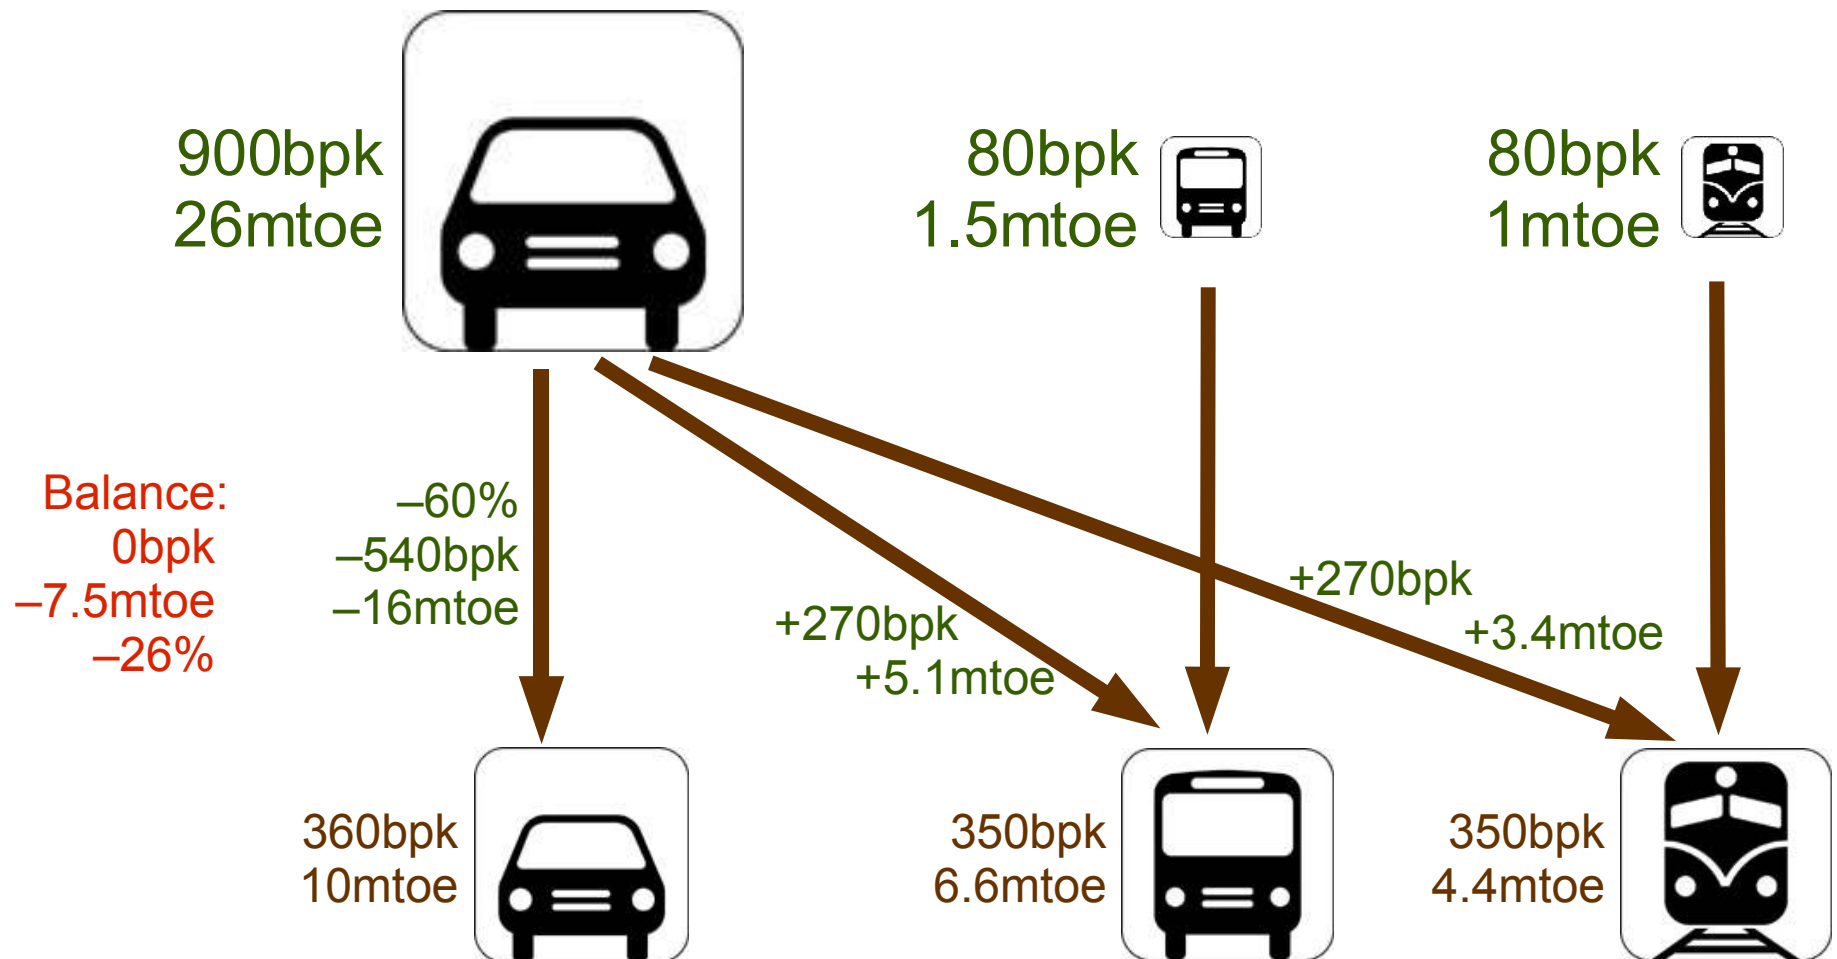 900bpk
26mtoe
80bpk
1.5mtoe
80bpk
1mtoe
Balance:
0bpk
–7.5mtoe
–26%
–60%
–540bpk
–16mtoe
+270bpk
+5.1mtoe
+270bpk
+3.4mtoe
360bpk
10mtoe
350bpk
6.6mtoe
350bpk
4.4mtoe